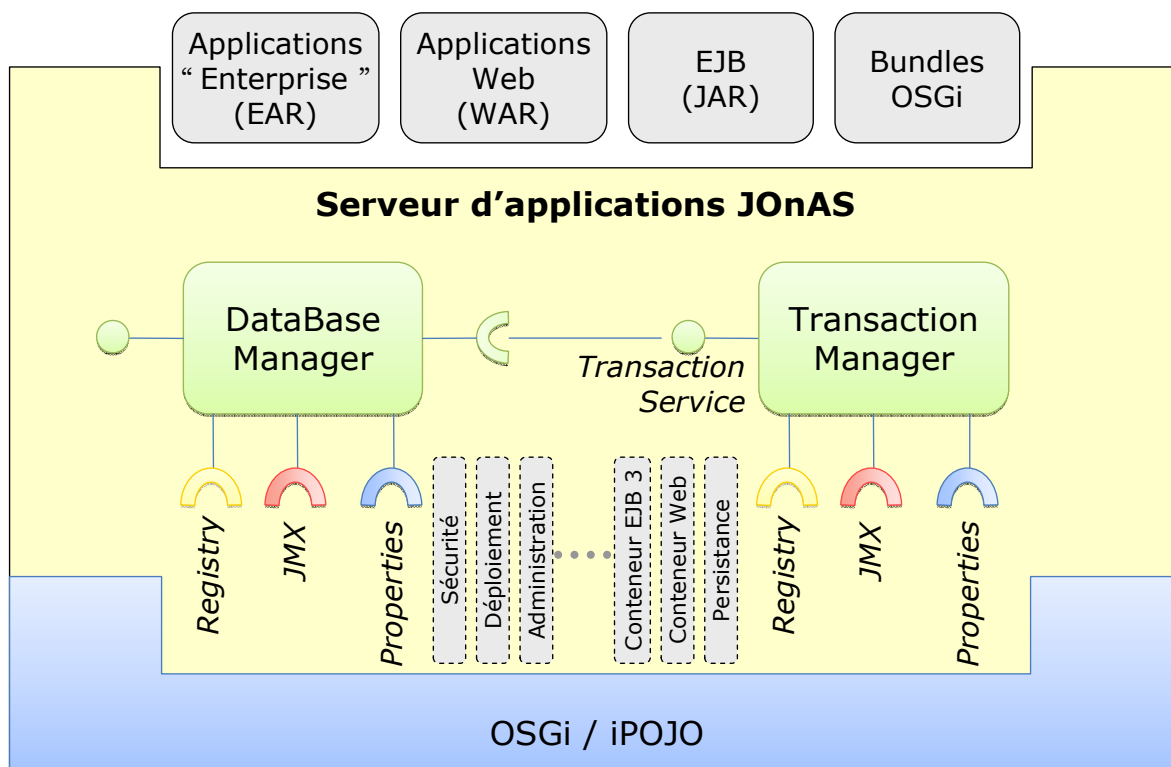 Applications
“ Enterprise ”
(EAR)
Applications
Web
(WAR)
EJB
(JAR)
Bundles
OSGi
Serveur d’applications JOnAS
DataBase
Manager
Transaction
Service
Transaction
Manager
Registry
JMX
Properties
Sécurité
Déploiement
Administration
Conteneur EJB 3
Conteneur Web
Persistance
Registry
JMX
Properties
OSGi / iPOJO